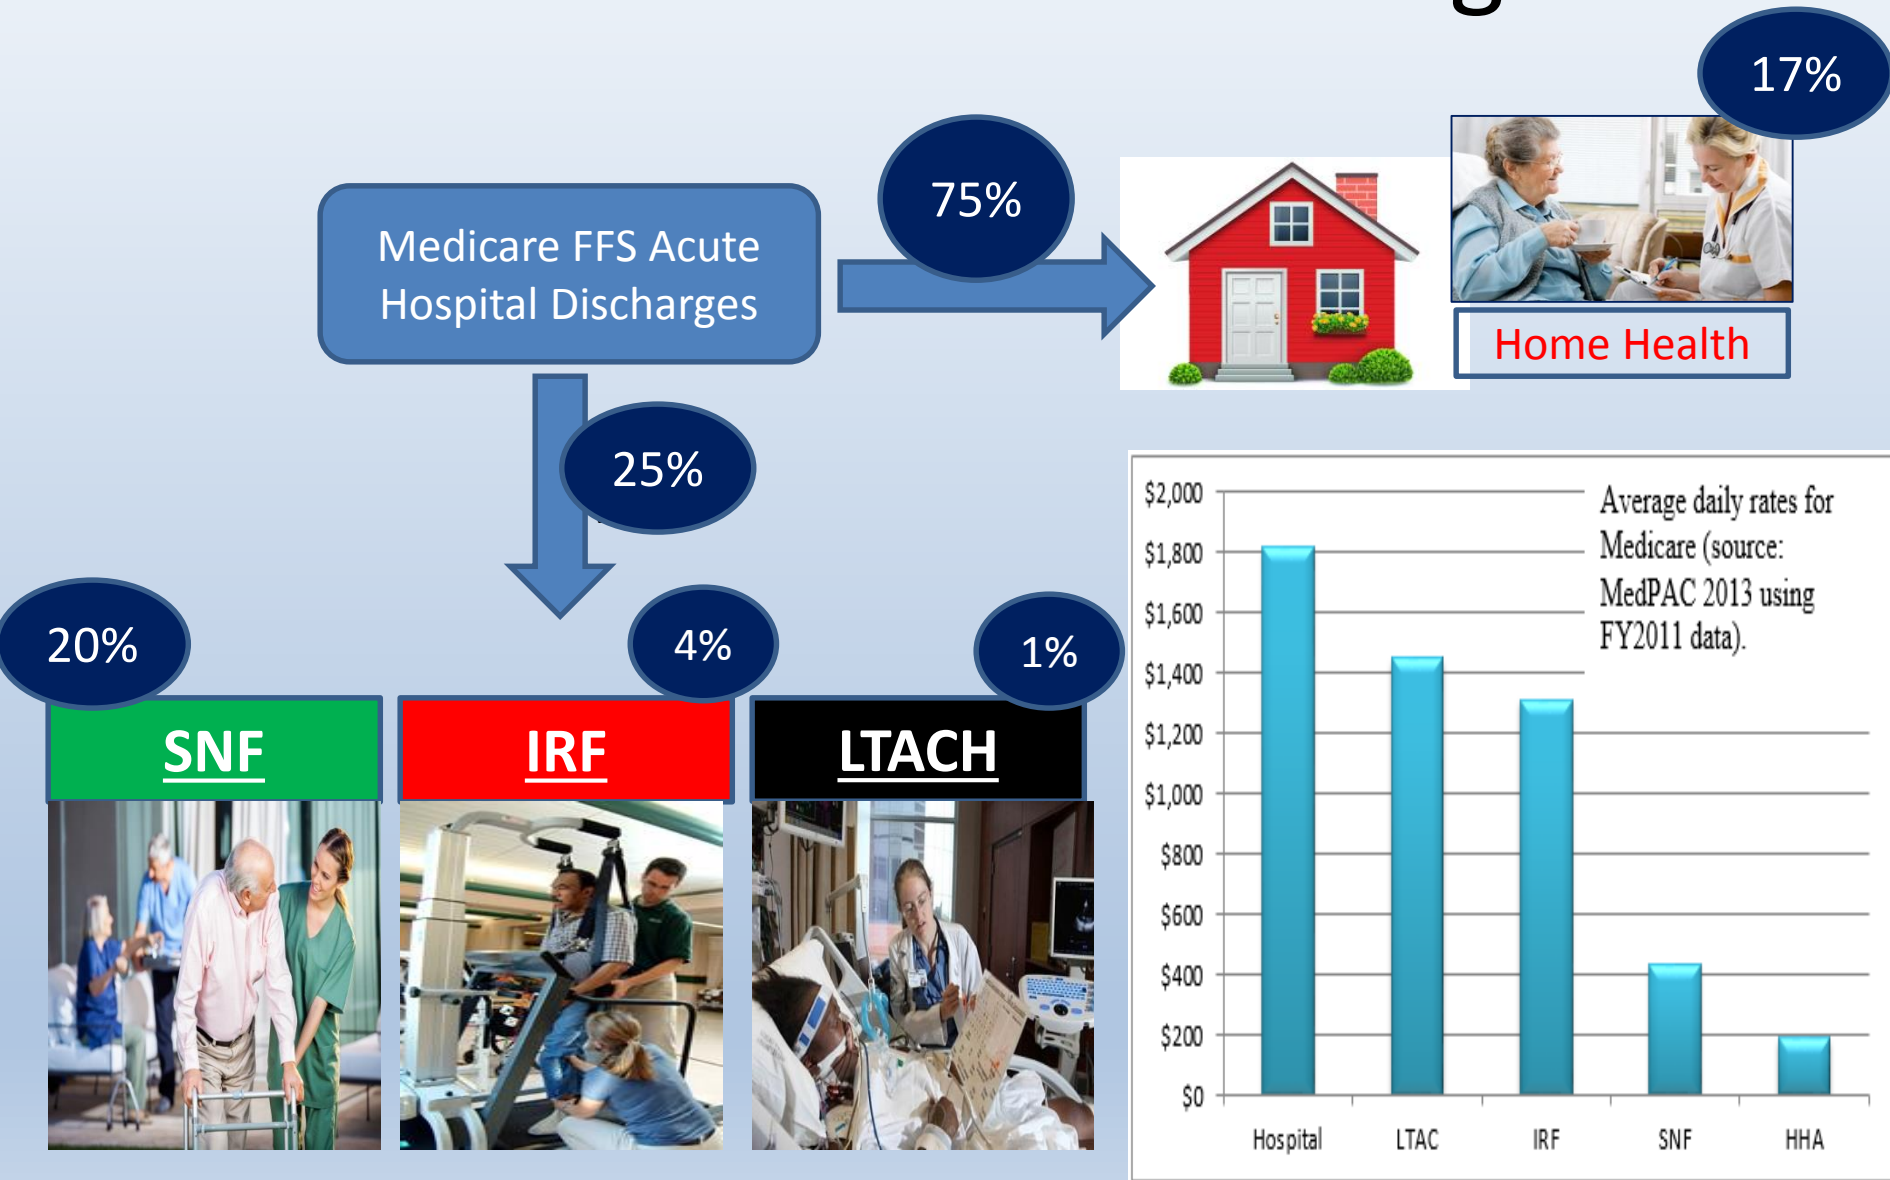 17%
75%
Medicare FFS Acute
Hospital Discharges
Home Health
25%
20%
4%
1%
SNF
IRF
LTACH
$2,000
$1,800
$1,600
$1,400
$1,200
$1,000
$800
$600
$400
$200
$0
Average daily rates for
Medicare (source:
MedPAC 2013 using
FY2011 data).
Hospital LTAC IRF SNF HHA